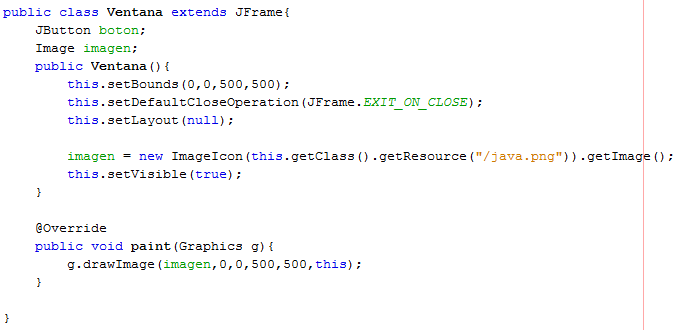 public class Ventana extends JFrame{
JButton boton;
Image imagen;
public Ventana(){
this.setBounds(0,0,500,500);
this.setDefaultCloseOperation(JFrame.EXIT_ON_CLOSE);
this.setLayout(null);
imagen = new ImageIcon(this.getClass().getResource("/java.png")).getImage();
this.setVisible(true);
}
@Override
public void paint(Graphics g){
g.drawImage(imagen,0,0,500,500,this);
}
}